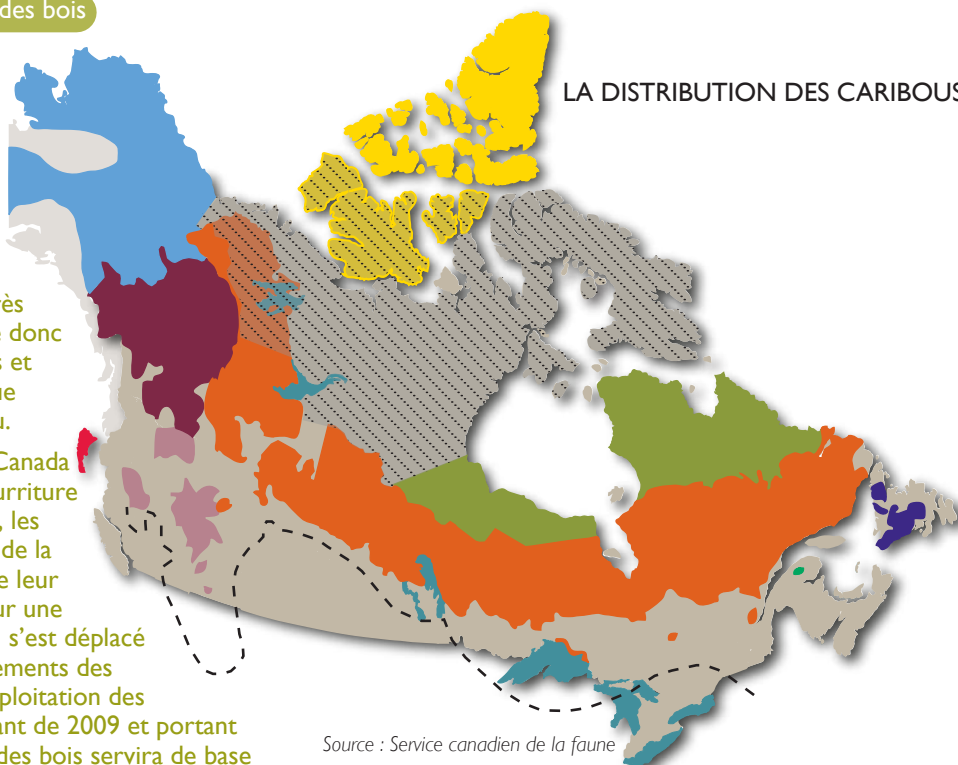 des bois
LA DISTRIBUTION DES CARIBOUS
donc
s et
u.
Canada
urriture
, les
de la
e leur
ur une
s'est déplacé
ements des
ploitation des
ant de 2009 et portant
des bois servira de base
Source : Service canadien de la faune